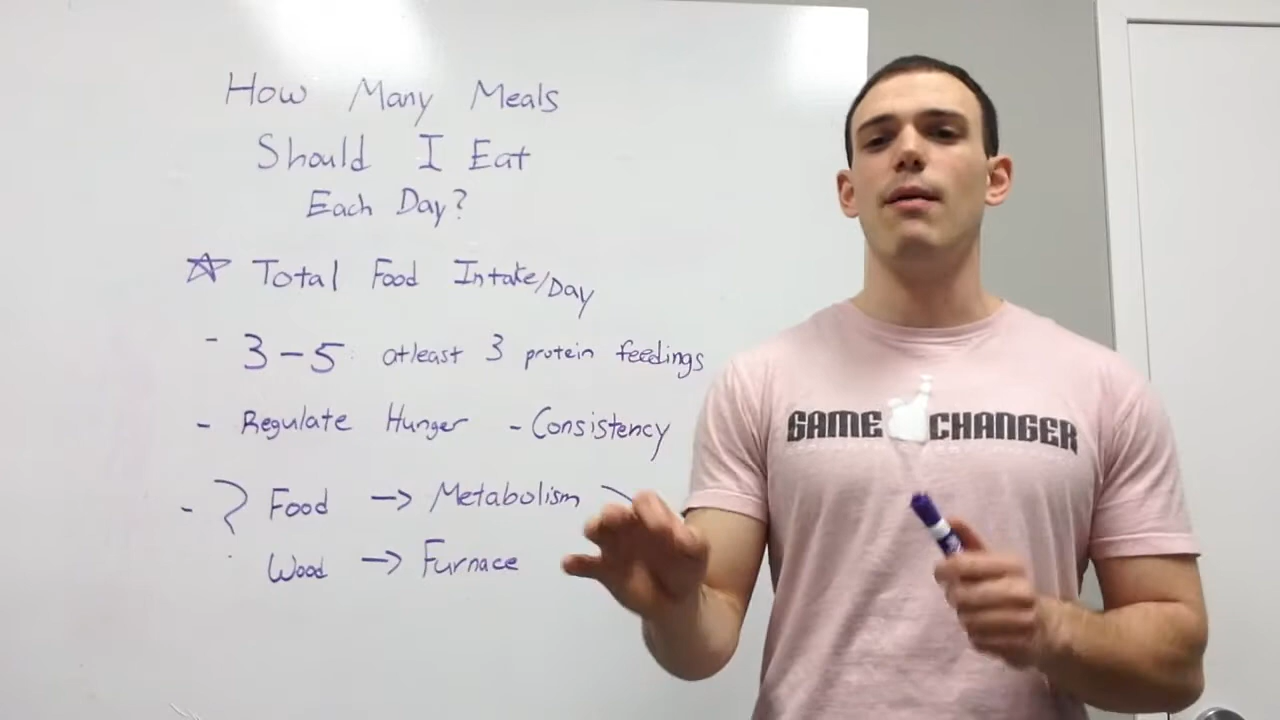 How Many Meals
Should I Eat
Each Day?
☆ Total Food Intake/Day
- 3-5: atleast 3 protein feedings
- Regulate Hunger - Consistency
- ? Food → Metabolism
Wood → Furnace
GAME CHANGER